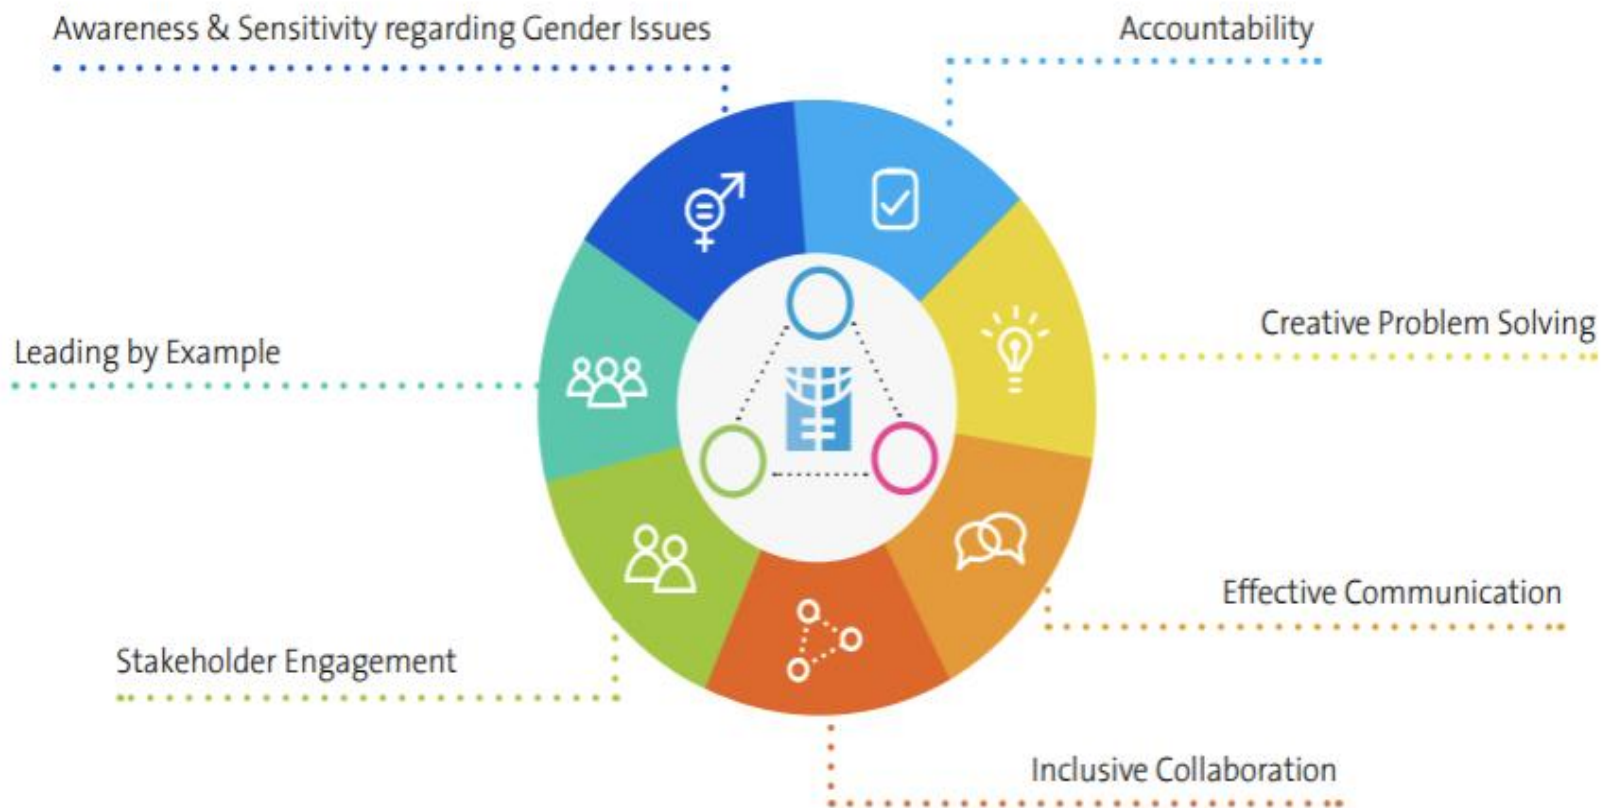 Awareness & Sensitivity regarding Gender Issues
Accountability
Creative Problem Solving
Leading by Example
Effective Communication
Stakeholder Engagement
Inclusive Collaboration